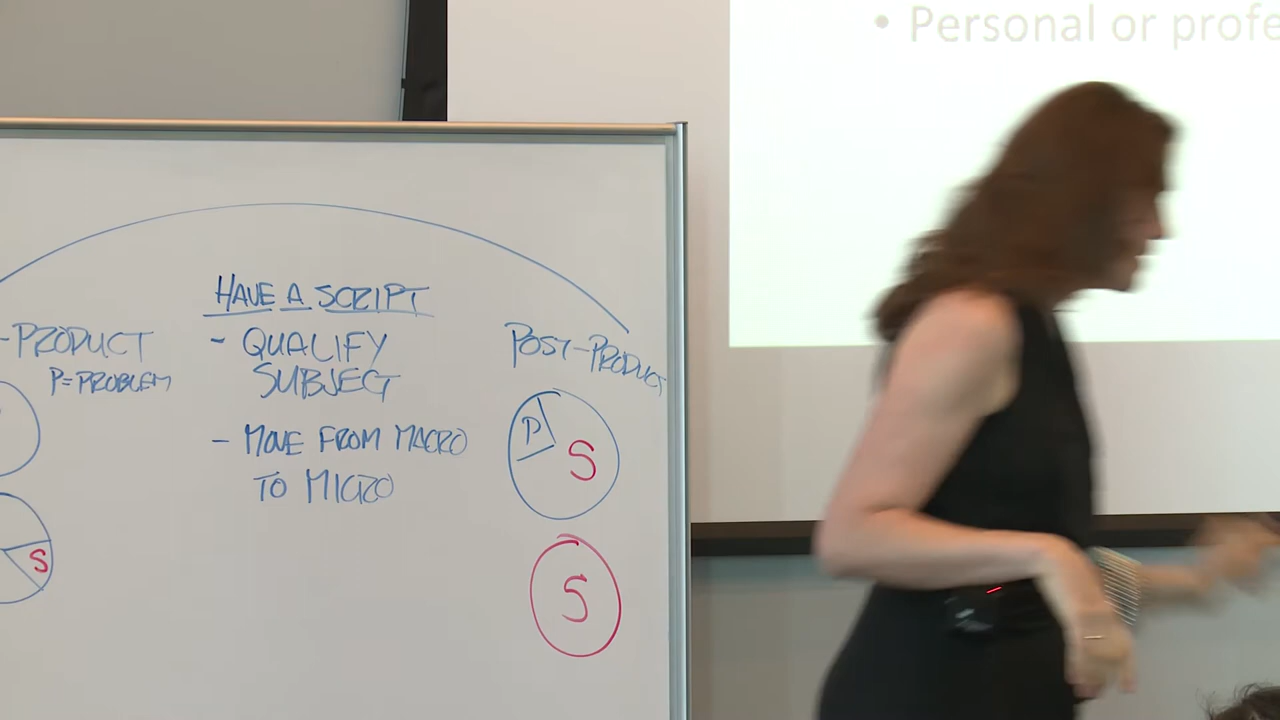 • Personal or profe
HAVE A SCRIPT
-PRODUCT
P=PROBLEM
- QUALIFY
SUBJECT
- MOVE FROM MACRO
TO MICRO
POST-PRODUCT
P
S
S
S